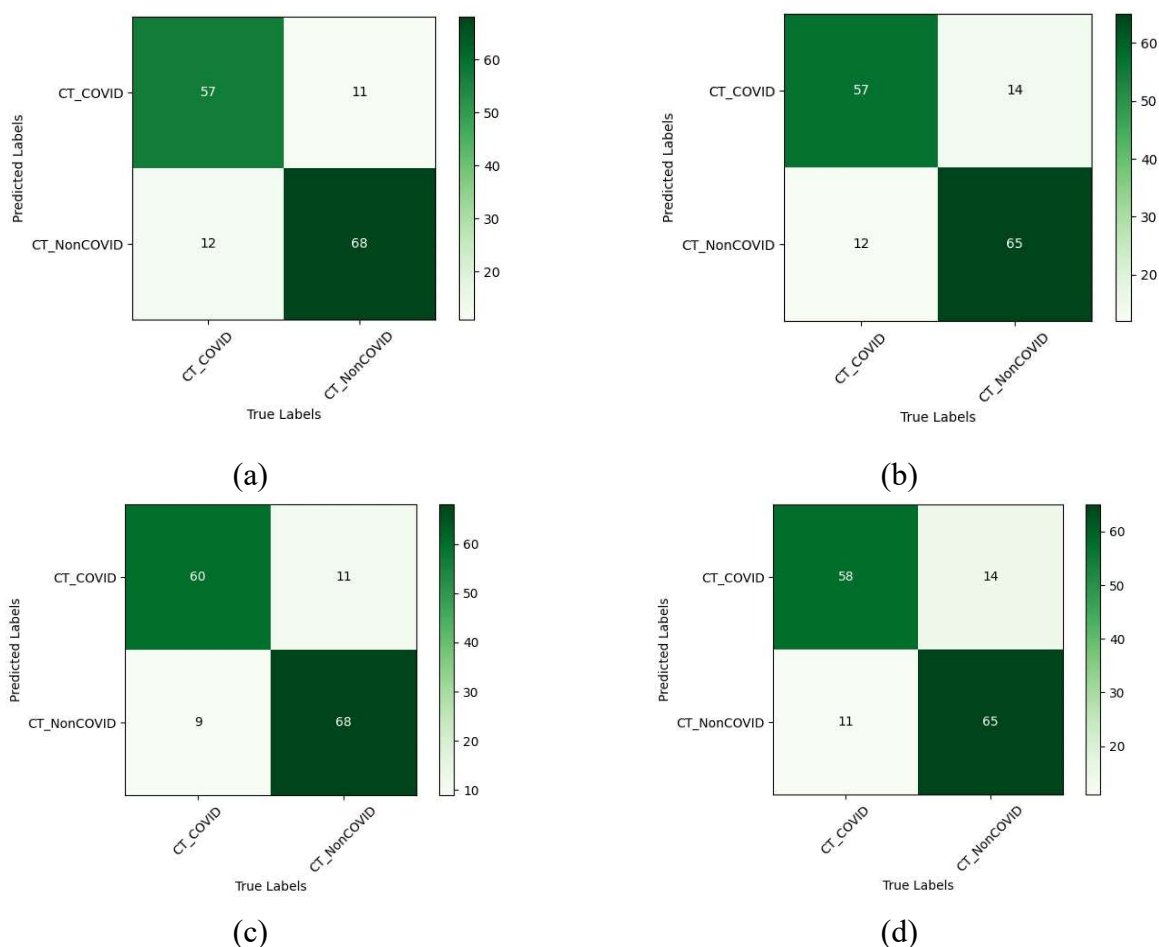 60
CT_COVID
57
11
50
40
Predicted Labels
30
CT_NonCOVID
12
68
20
CT_COVID
CT_NonCOVID
True Labels
(a)
60
CT_COVID
57
14
50
40
Predicted Labels
30
CT_NonCOVID
12
65
20
CT_COVID
CT_NonCOVID
True Labels
(b)
60
CT_COVID
60
11
50
40
Predicted Labels
30
CT_NonCOVID
9
68
20
10
CT_COVID
CT_NonCOVID
True Labels
(c)
60
CT_COVID
58
14
50
40
Predicted Labels
30
CT_NonCOVID
11
65
20
CT_COVID
CT_NonCOVID
True Labels
(d)